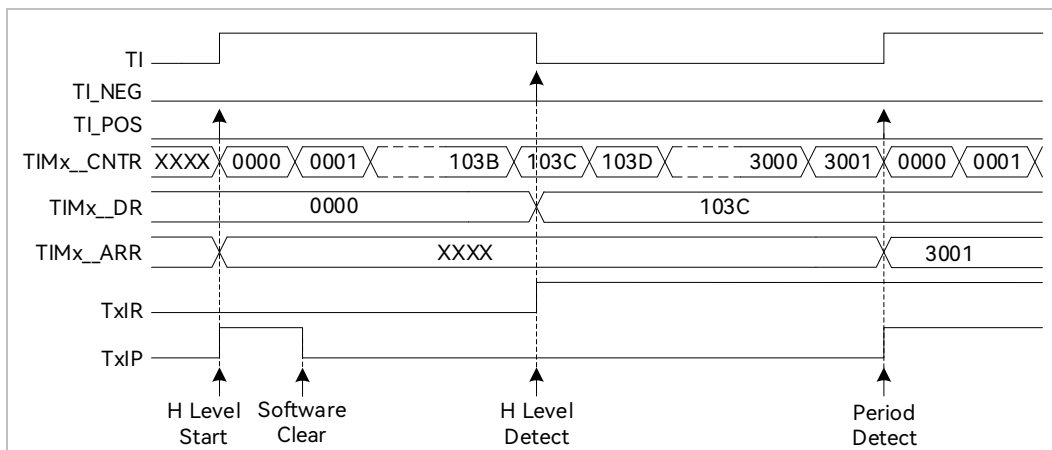 TI
TI_NEG
TI_POS
TIMx__CNTR XXXX 0000 0001 103B 103C 103D 3000 3001 0000 0001
TIMx__DR 0000 103C
TIMx__ARR XXXX 3001
TxIR
TxIP
H Level Software H Level Period
Start Clear Detect Detect